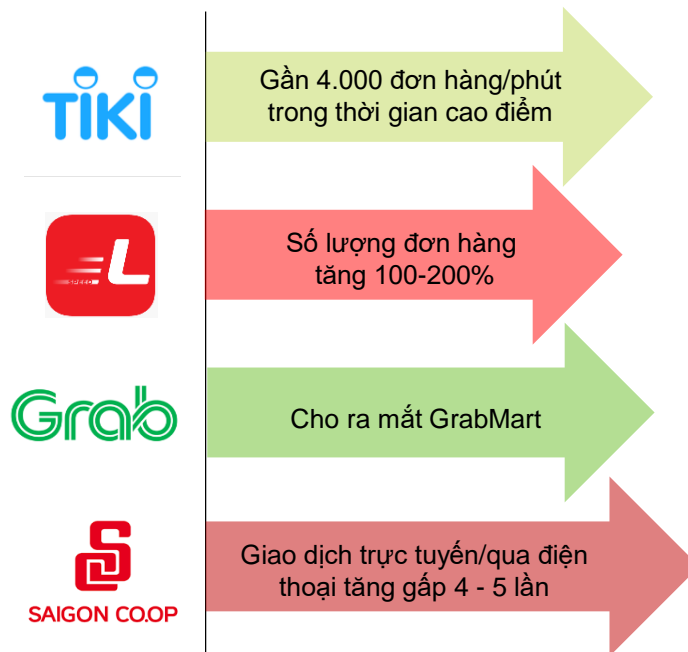 TiKi
Gần 4.000 đơn hàng/phút
trong thời gian cao điểm
L
SPEED
Số lượng đơn hàng
tăng 100-200%
Grab
Cho ra mắt GrabMart
S
SAIGON CO.OP
Giao dịch trực tuyến/qua điện
thoại tăng gấp 4 - 5 lần